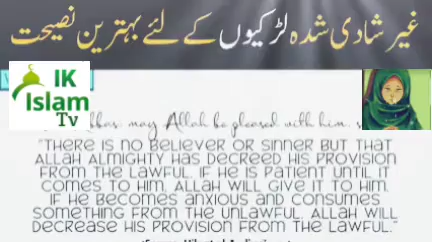 غیر شادی شدہ لڑکیوں کے لئے بہترین نصیحت
IK
Islam
Tv
may Allah be pleased with him, s
"THERE IS NO BELIEVER OR SINNER BUT THAT
ALLAH ALMIGHTY HAS DECREED HIS PROVISION
FROM THE LAWFUL. IF HE IS PATIENT UNTIL IT
COMES TO HIM, ALLAH WILL GIVE IT TO HIM.
IF HE BECOMES ANXIOUS AND CONSUMES
SOMETHING FROM THE UNLAWFUL, ALLAH WILL
DECREASE HIS PROVISION FROM THE LAWFUL."